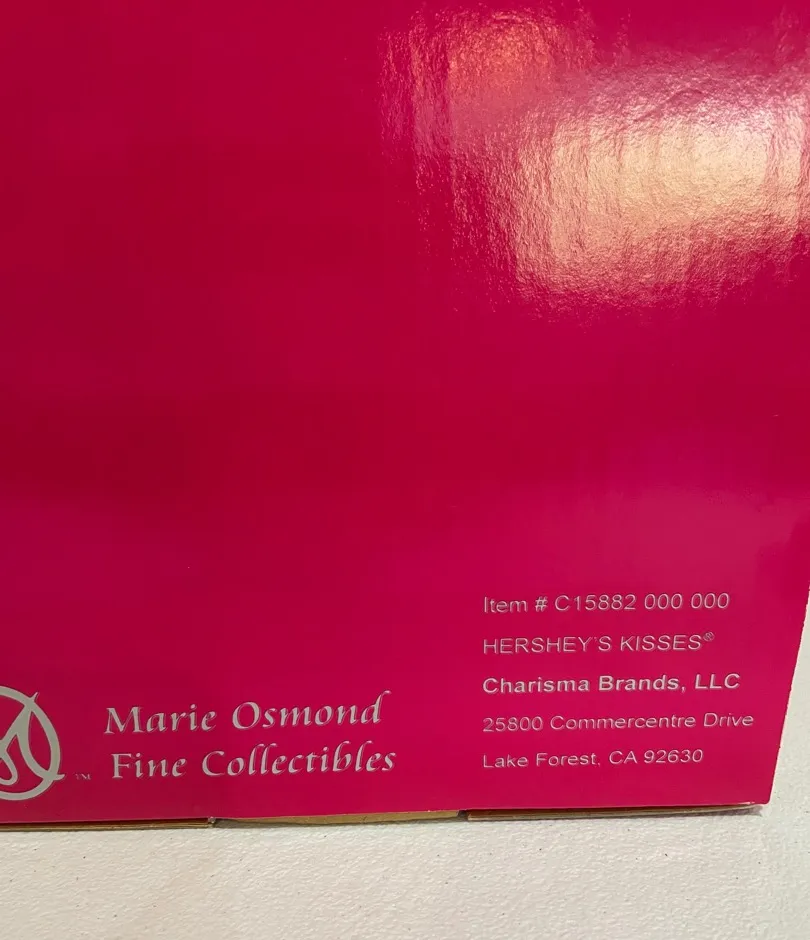 Item # C15882 000 000
HERSHEY'S KISSES®
Charisma Brands, LLC
25800 Commercentre Drive
Lake Forest, CA 92630
Marie Osmond
Fine Collectibles
TM